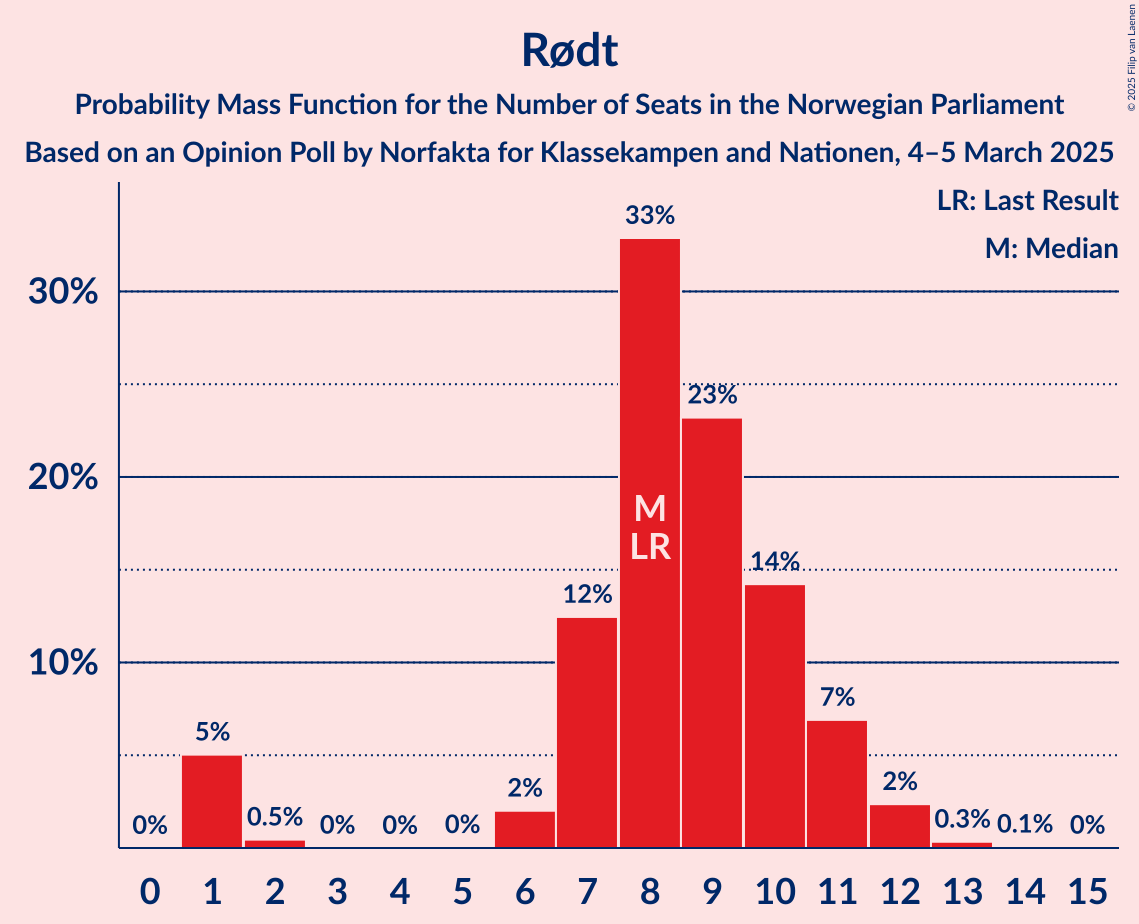 Rødt
Probability Mass Function for the Number of Seats in the Norwegian Parliament
Based on an Opinion Poll by Norfakta for Klassekampen and Nationen, 4–5 March 2025
© 2025 Filip van Laenen
LR: Last Result
M: Median
30%
20%
10%
0%
5%
0.5%
0%
0%
0%
2%
12%
33%
23%
14%
7%
2%
0.3%
0.1%
0%
M
LR
0 1 2 3 4 5 6 7 8 9 10 11 12 13 14 15